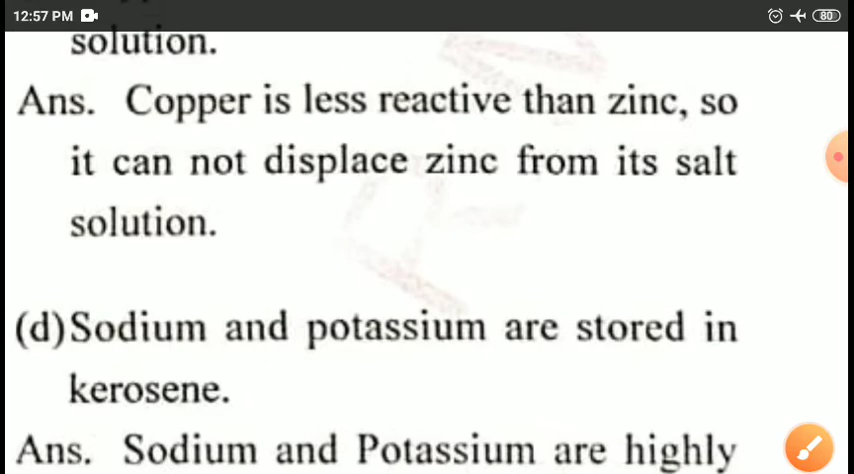 12:57 PM
80
solution.
Ans. Copper is less reactive than zinc, so
it can not displace zinc from its salt
solution.
(d)Sodium and potassium are stored in
kerosene.
Ans. Sodium and Potassium are highly